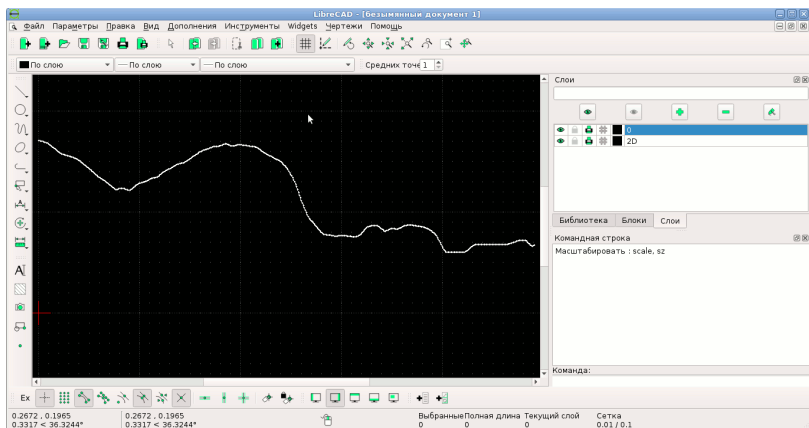 LibreCAD - [безымянный документ 1]
Файл Параметры Правка Вид Дополнения Инструменты Widgets Чертежи Помощь
По слою По слою По слою Средних точе 1
Слои
0
2D
Библиотека Блоки Слои
Командная строка
Масштабировать : scale, sz
Команда:
Ex
0.2672 , 0.1965 0.2672 , 0.1965 Выбранные Полная длина Текущий слой Сетка
0.3317 < 36.3244° 0.3317 < 36.3244° 0 0 0 0.01 / 0.1